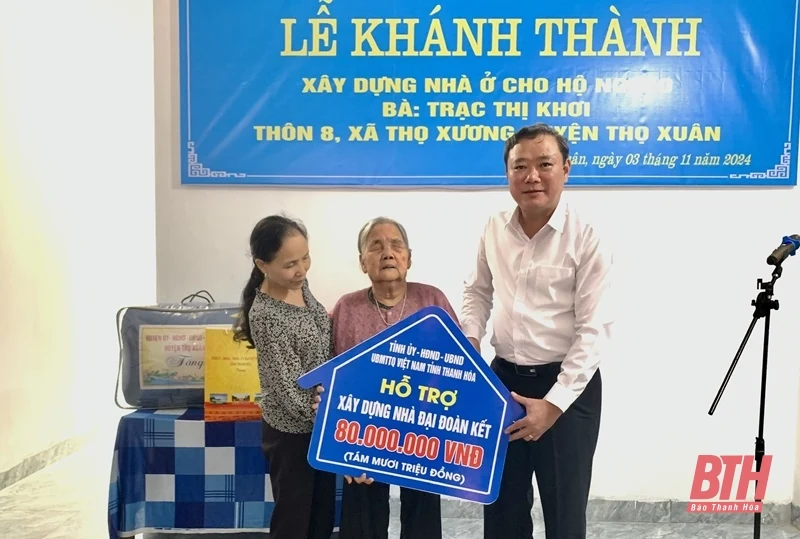 LỄ KHÁNH THÀNH
XÂY DỰNG NHÀ Ở CHO HỘ
BÀ: TRẠC THỊ KHƠI
THÔN 8, XÃ THỌ XƯƠNG THỌ XUÂN
ngày 03 tháng 11 năm 2024
TỈNH ỦY-HĐND-UBND
UBMTTQ VIỆT NAM TỈNH THANH HÓA
HỖ TRỢ
XÂY DỰNG NHÀ ĐẠI ĐOÀN KẾT
80.000.000 VNĐ
(TÁM MƯƠI TRIỆU ĐỒNG)
BTH
Báo Thanh Hóa